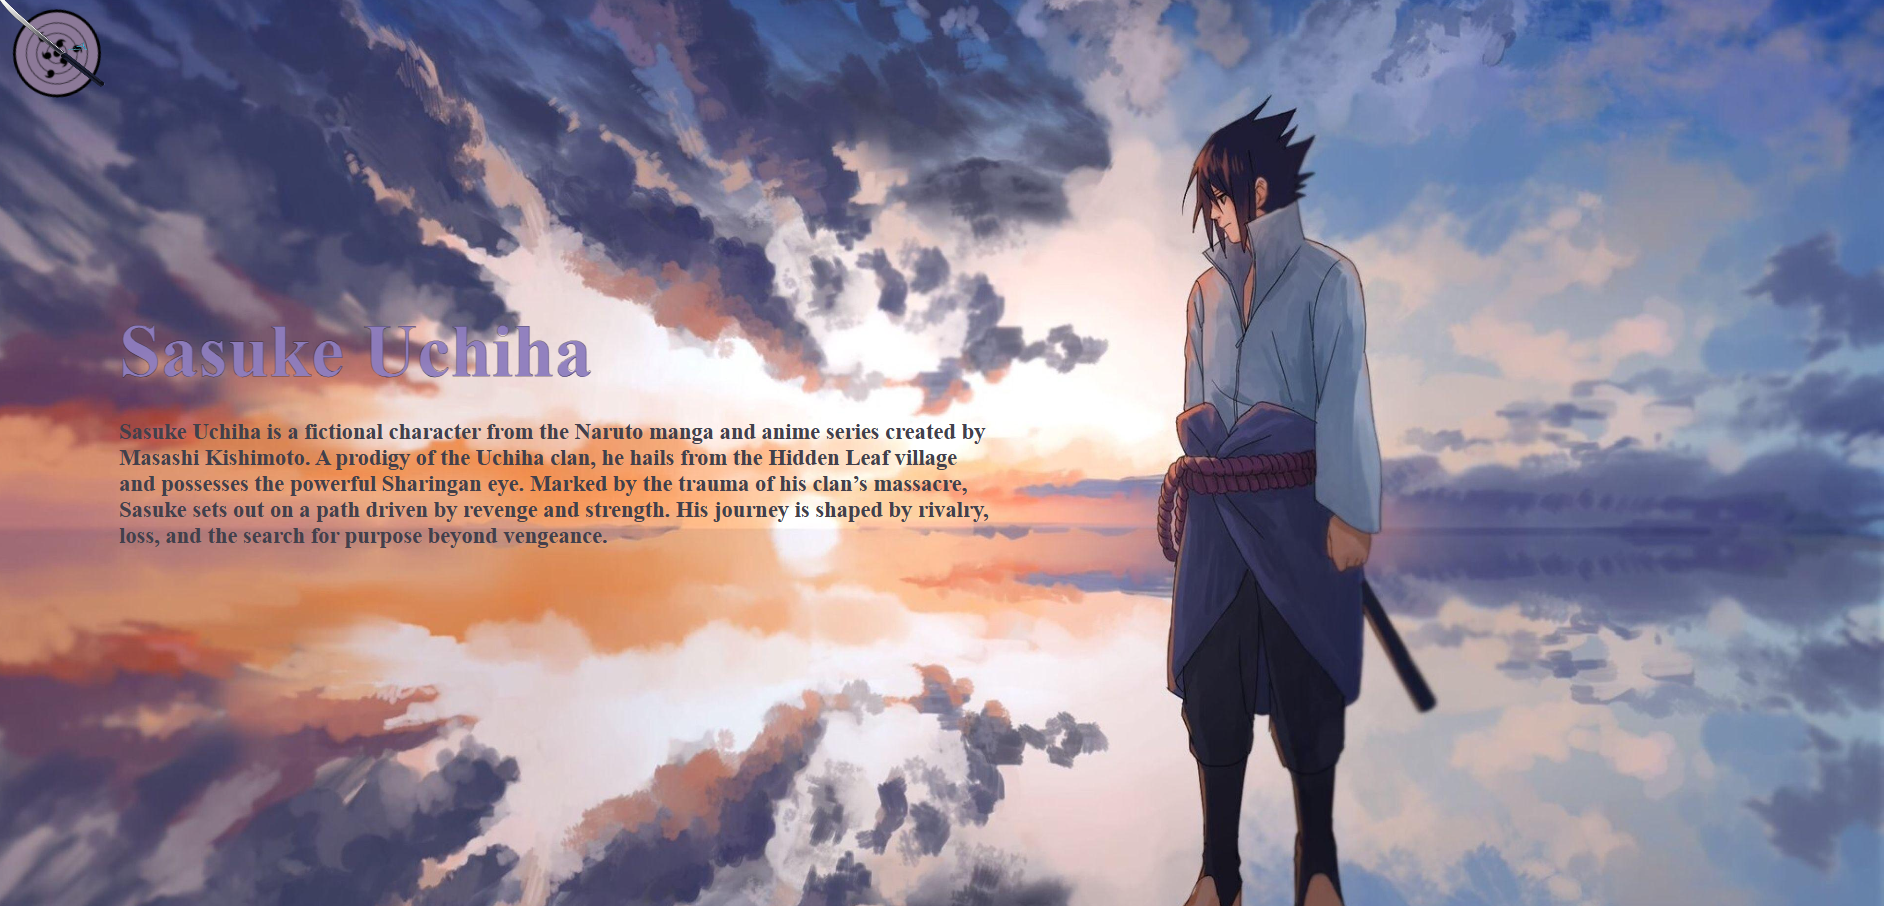 Sasuke Uchiha
Sasuke Uchiha is a fictional character from the Naruto manga and anime series created by
Masashi Kishimoto. A prodigy of the Uchiha clan, he hails from the Hidden Leaf village
and possesses the powerful Sharingan eye. Marked by the trauma of his clan’s massacre,
Sasuke sets out on a path driven by revenge and strength. His journey is shaped by rivalry,
loss, and the search for purpose beyond vengeance.